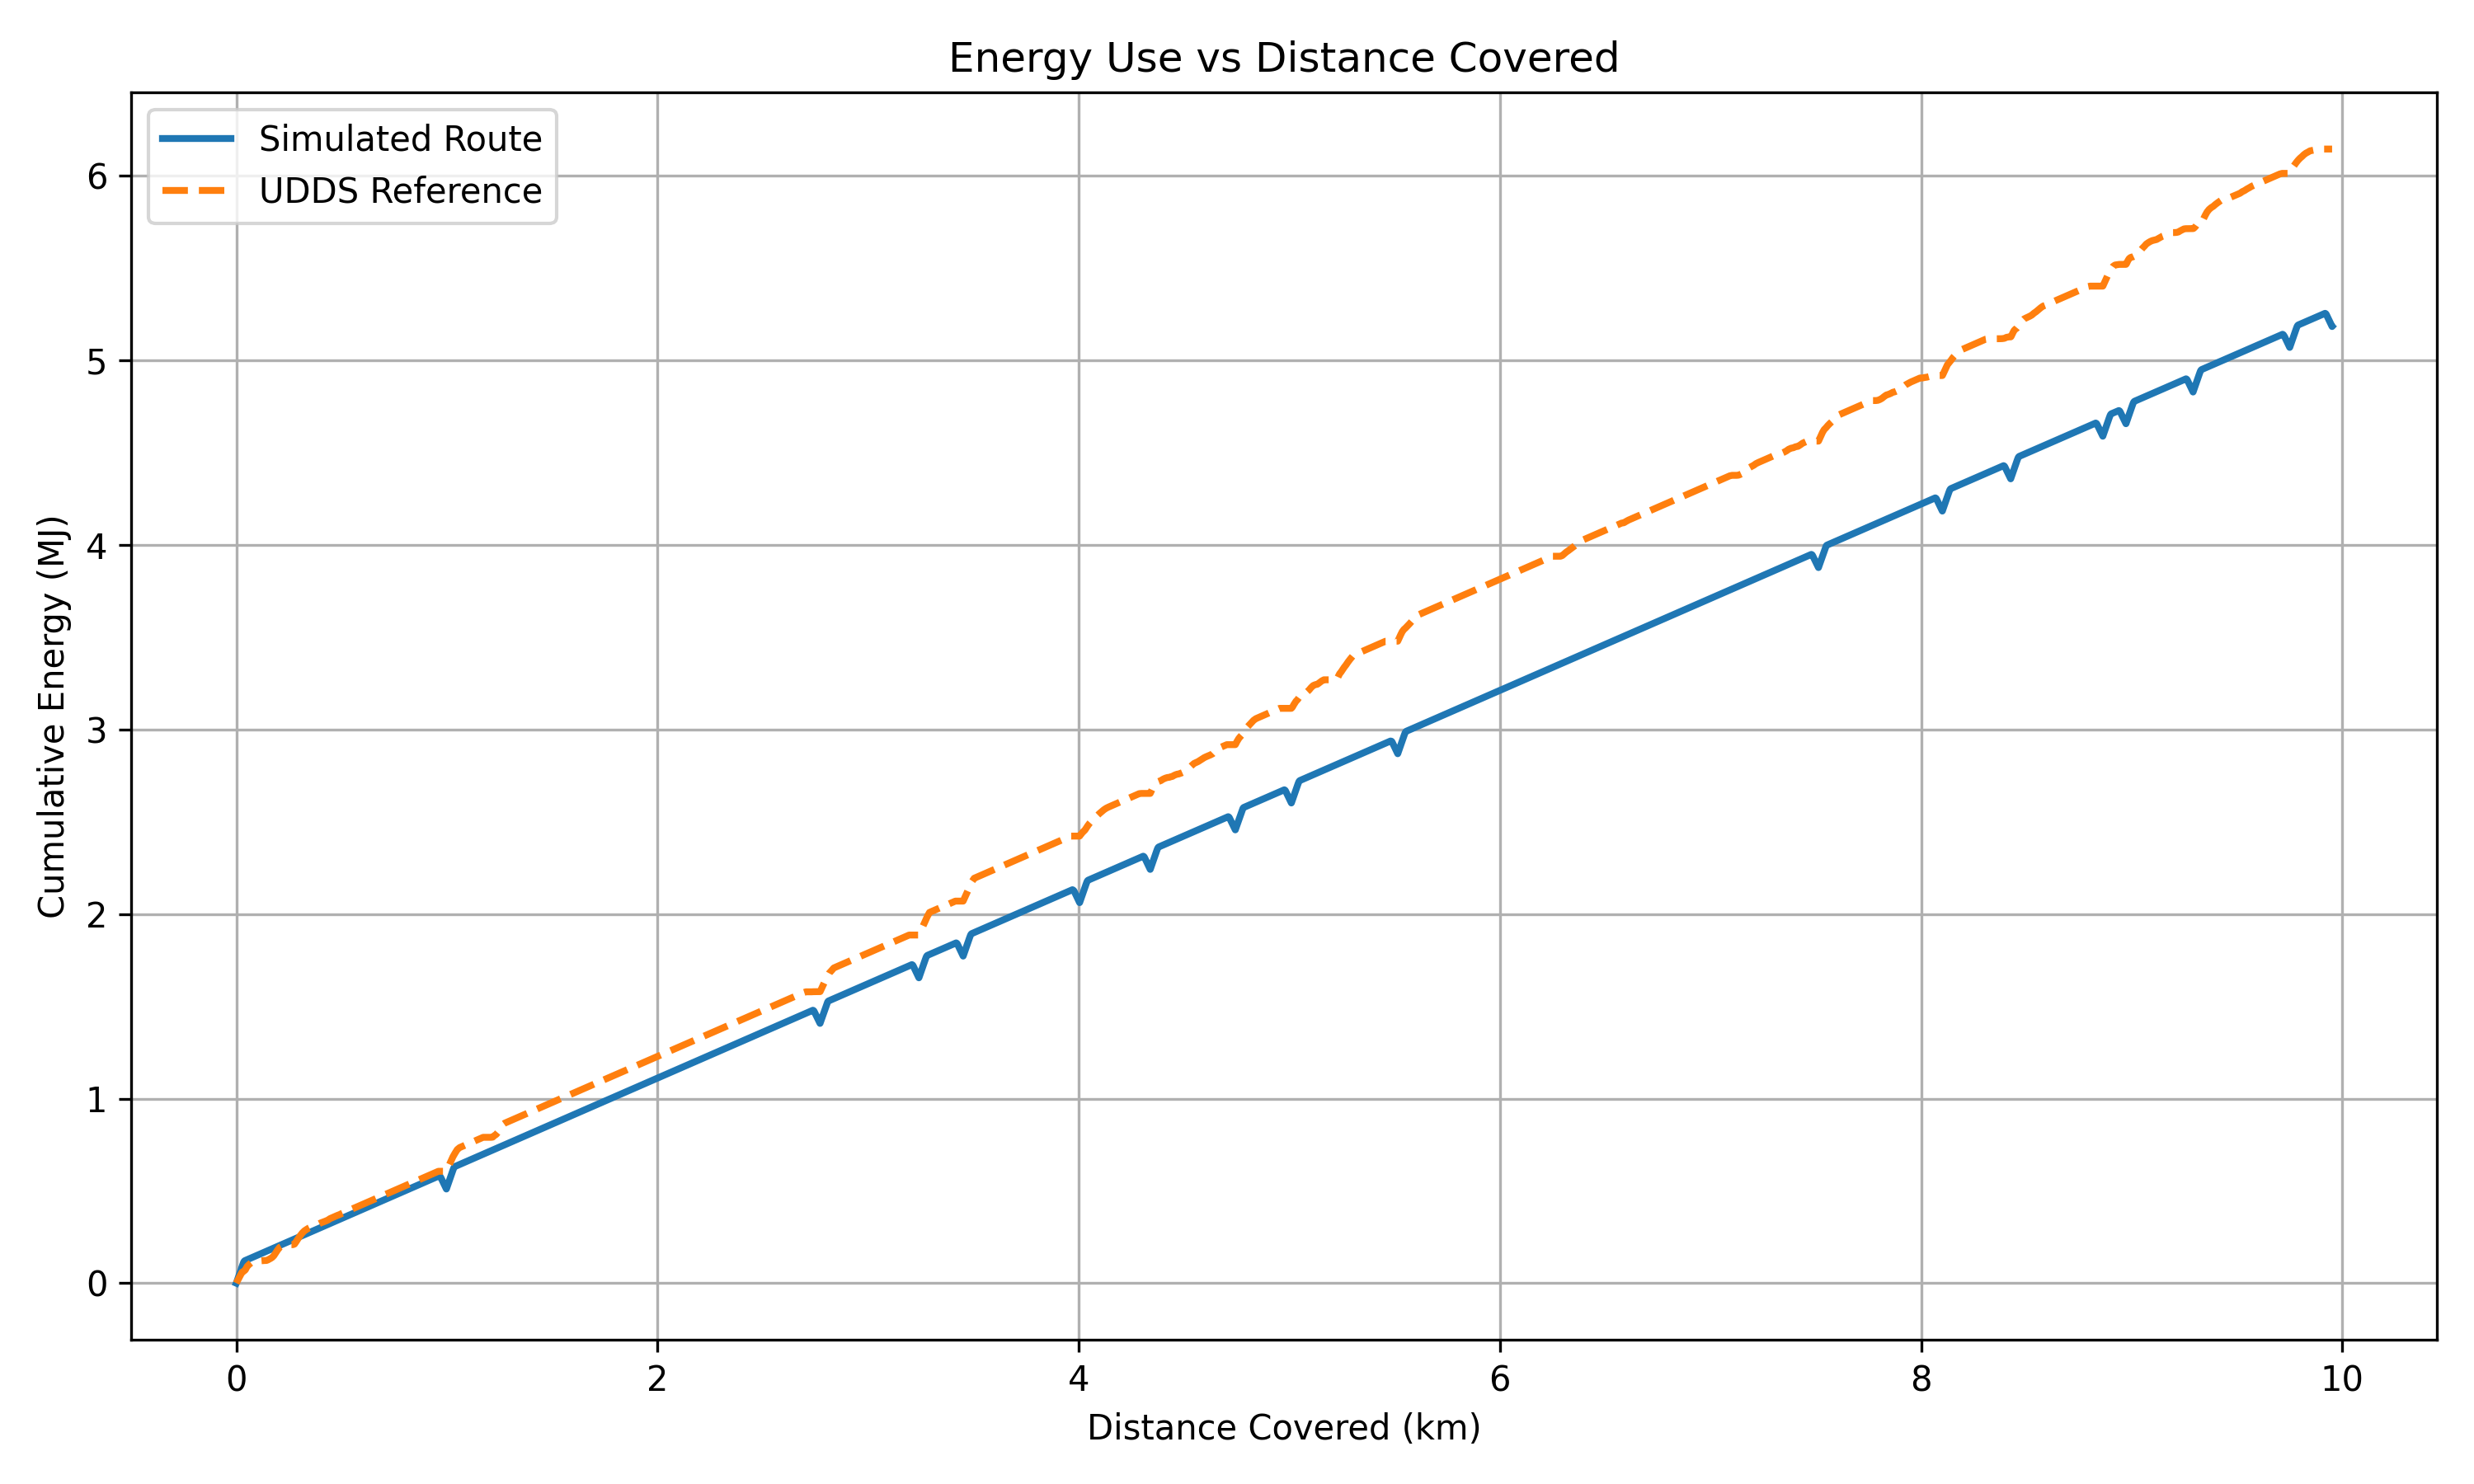 Energy Use vs Distance Covered
Simulated Route
UDDS Reference
Cumulative Energy (MJ)
6
5
4
3
2
1
0
0 2 4 6 8 10
Distance Covered (km)